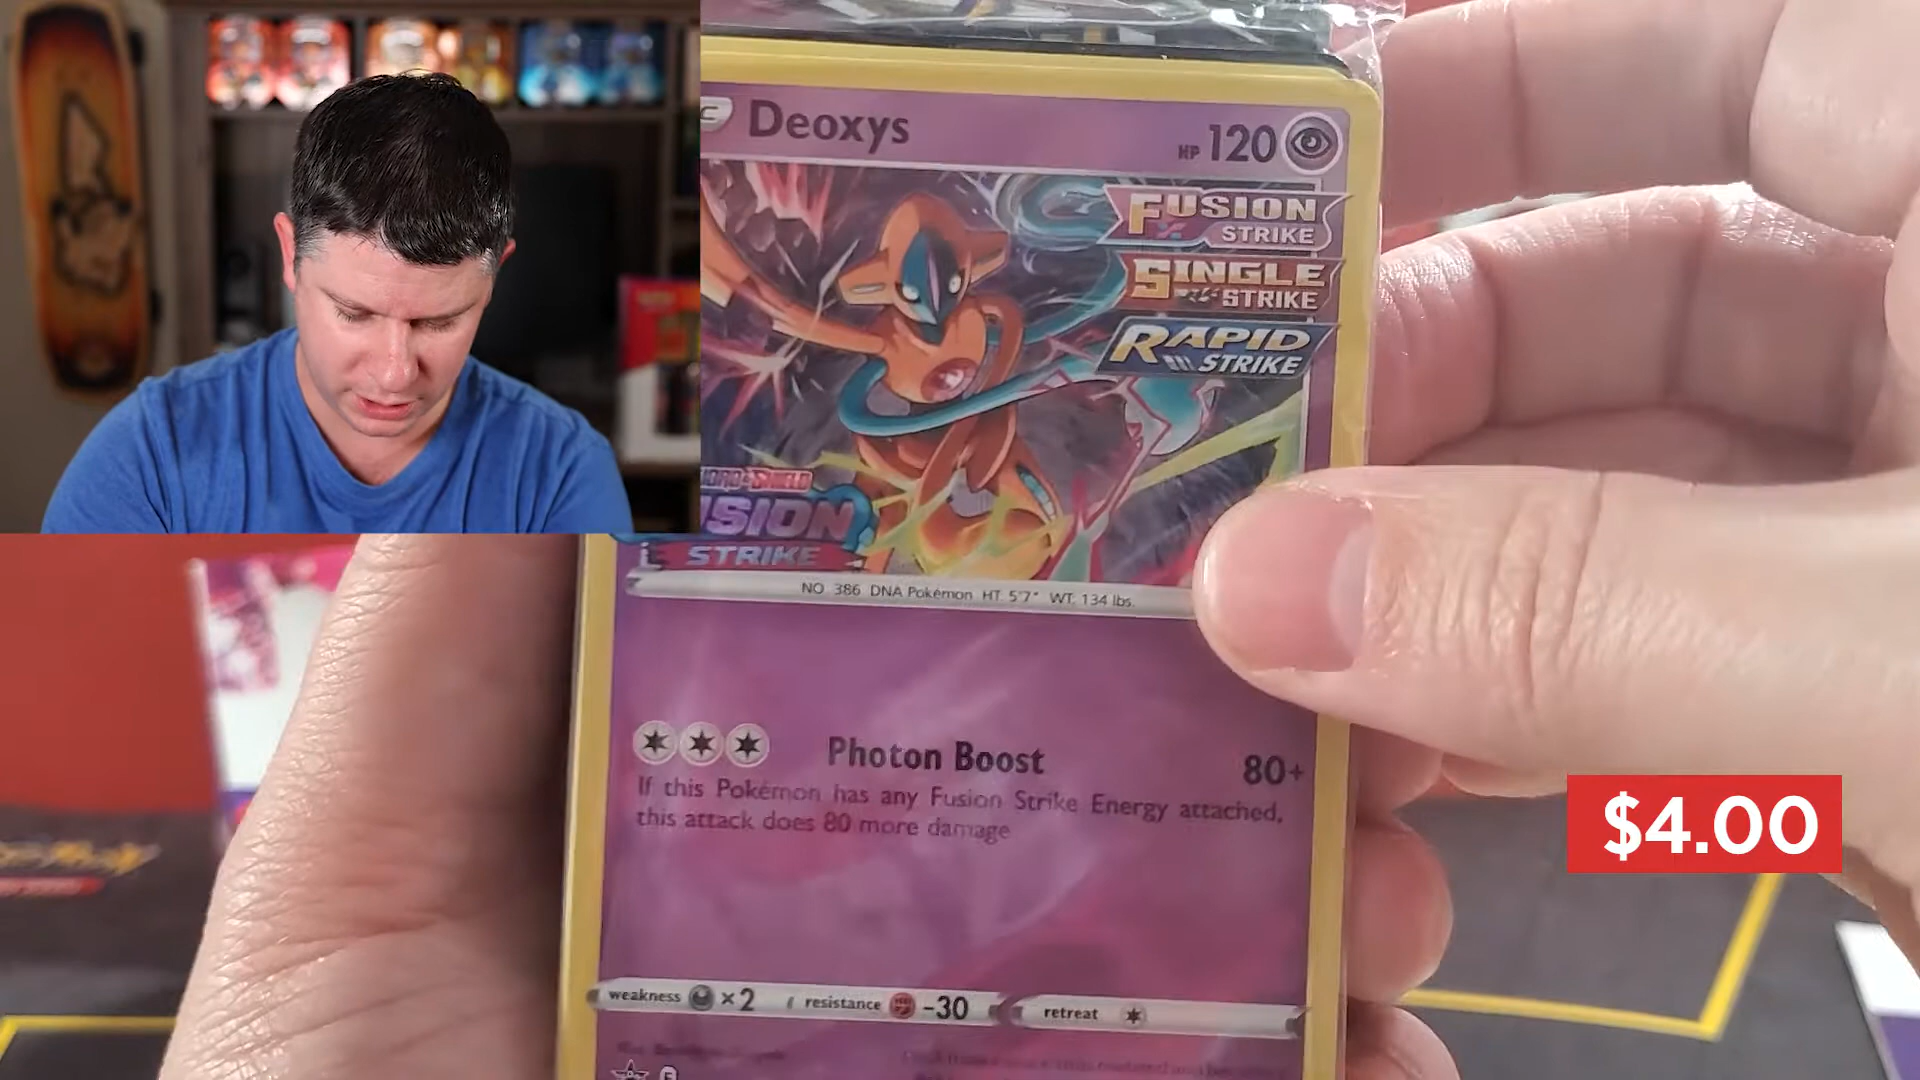 C
Deoxys
HP 120
FUSION
STRIKE
SINGLE
STRIKE
RAPID
STRIKE
STRIKE
NO. 386 DNA Pokémon HT: 5'7" WT: 134 lbs.
Photon Boost 80+
If this Pokémon has any Fusion Strike Energy attached,
this attack does 80 more damage
$4.00
weakness ×2 resistance -30 retreat
E